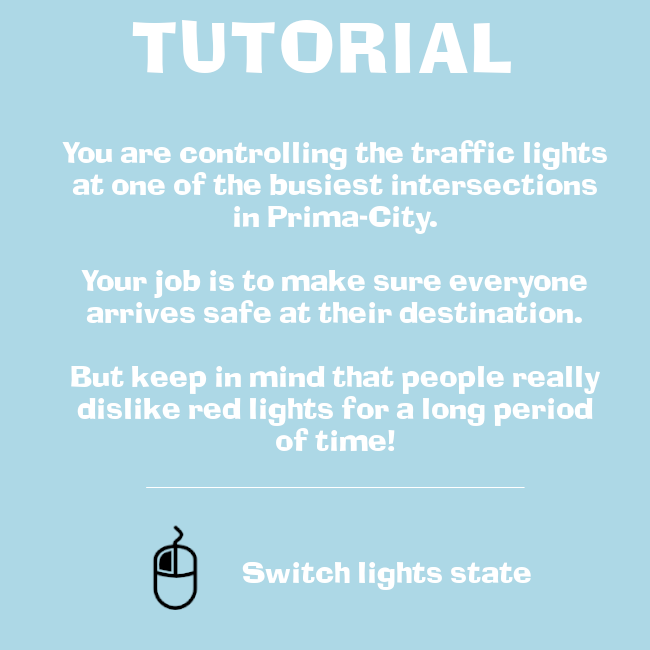 TUTORIAL
You are controlling the traffic lights
at one of the busiest intersections
in Prima-City.
Your job is to make sure everyone
arrives safe at their destination.
But keep in mind that people really
dislike red lights for a long period
of time!
Switch lights state